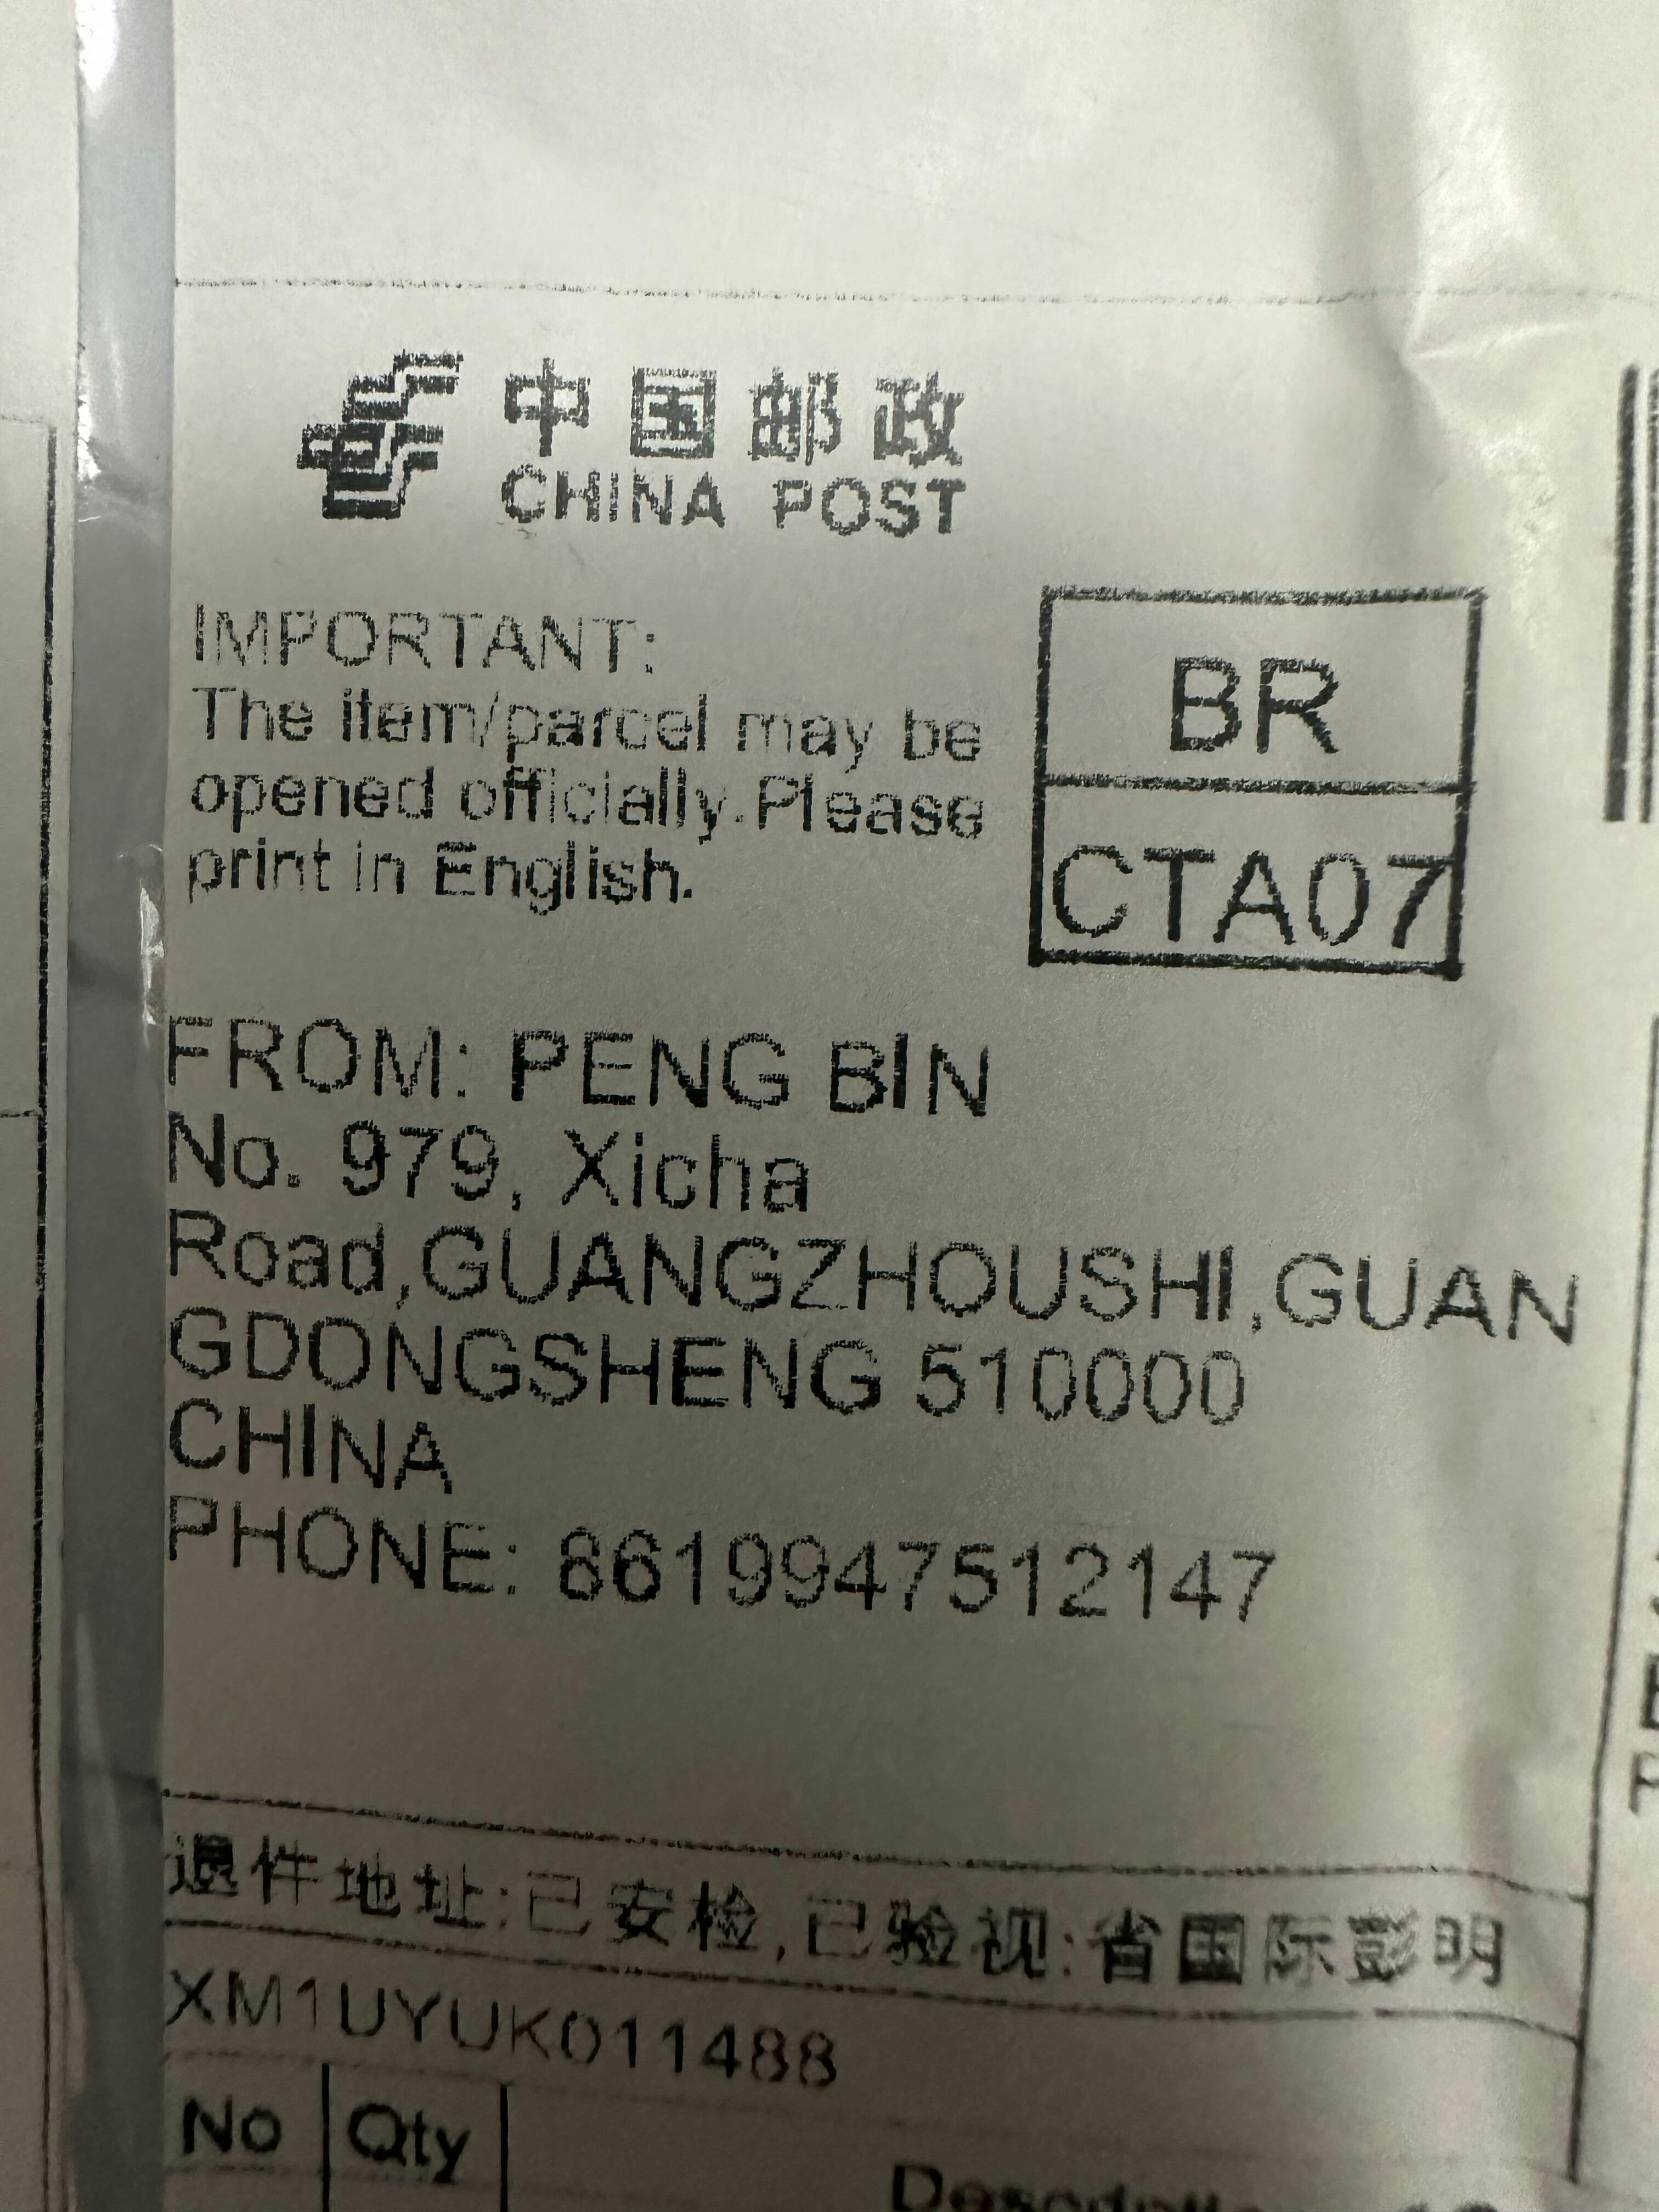 中国邮政
CHINA POST
IMPORTANT:
The item/parcel may be
opened officially.Please
print in English.
BR
CTA07
FROM: PENG BIN
No. 979, Xicha
Road,GUANGZHOUSHI,GUAN
GDONGSHENG 510000
CHINA
PHONE: 8619947512147
退件地址:已安检,已验视:省国际彭明
XM1UYUK011488
No Qty